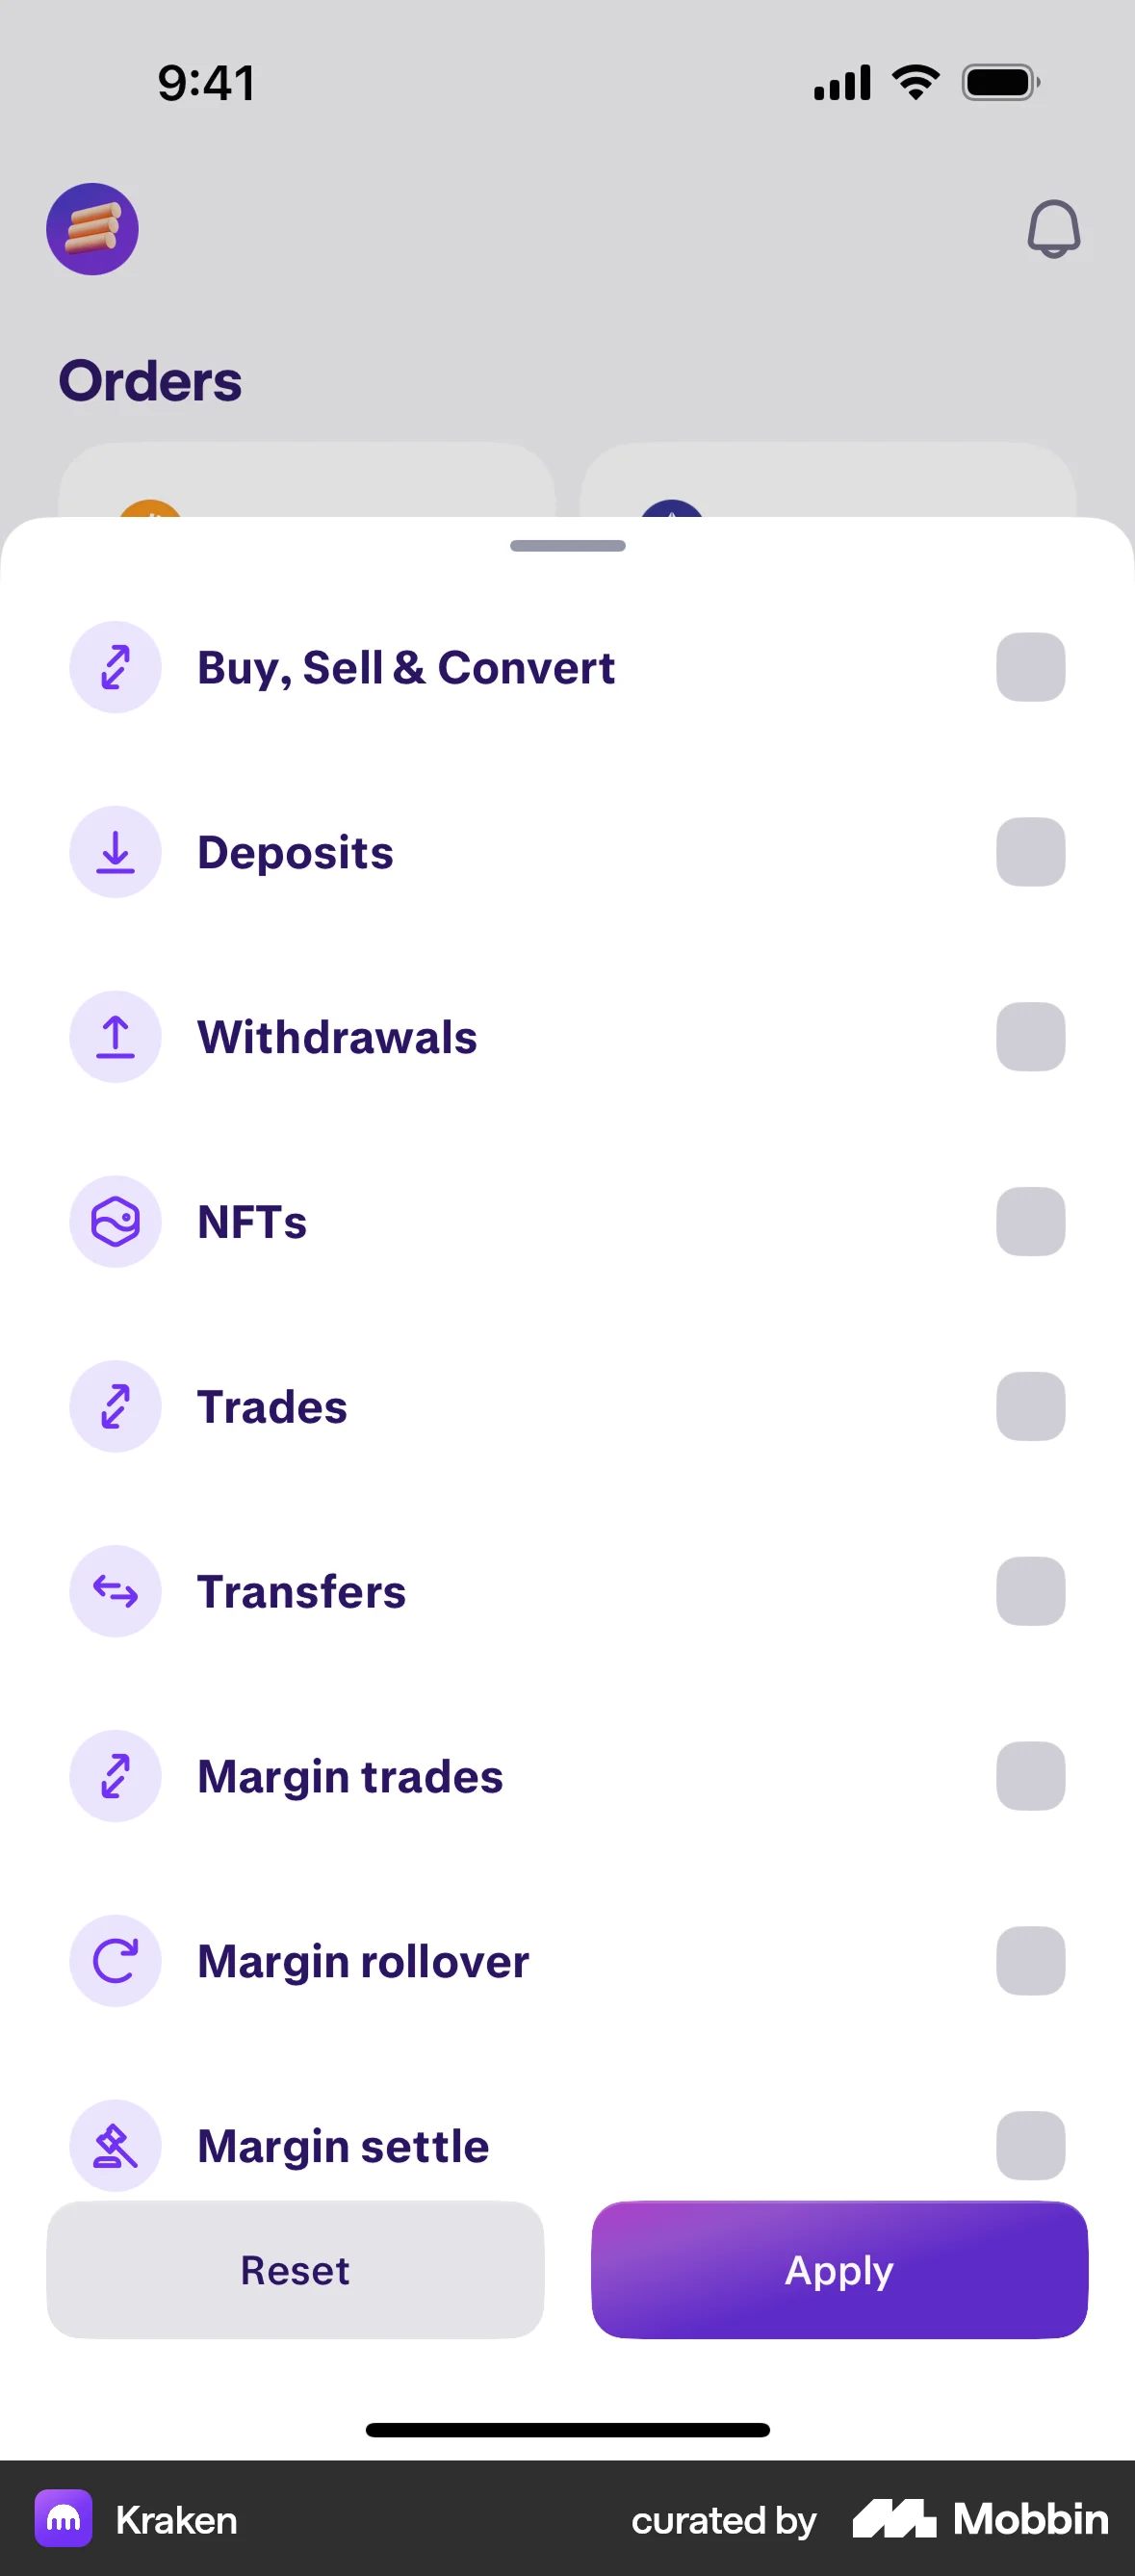 9:41
Orders
Buy, Sell & Convert
Deposits
Withdrawals
NFTs
Trades
Transfers
Margin trades
Margin rollover
Margin settle
Reset
Apply
Kraken
curated by Mobbin